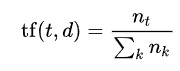 tf(t, d) = n_t / ∑_k n_k